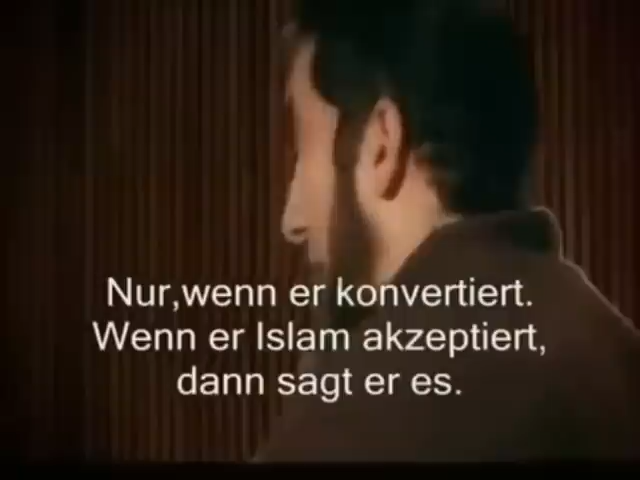 Nur,wenn er konvertiert.
Wenn er Islam akzeptiert,
dann sagt er es.